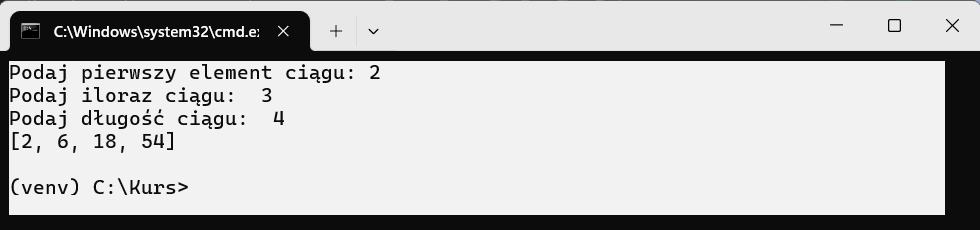 C:\Windows\system32\cmd.e
Podaj pierwszy element ciągu: 2
Podaj iloraz ciągu:  3
Podaj długość ciągu:  4
[2, 6, 18, 54]
(venv) C:\Kurs>